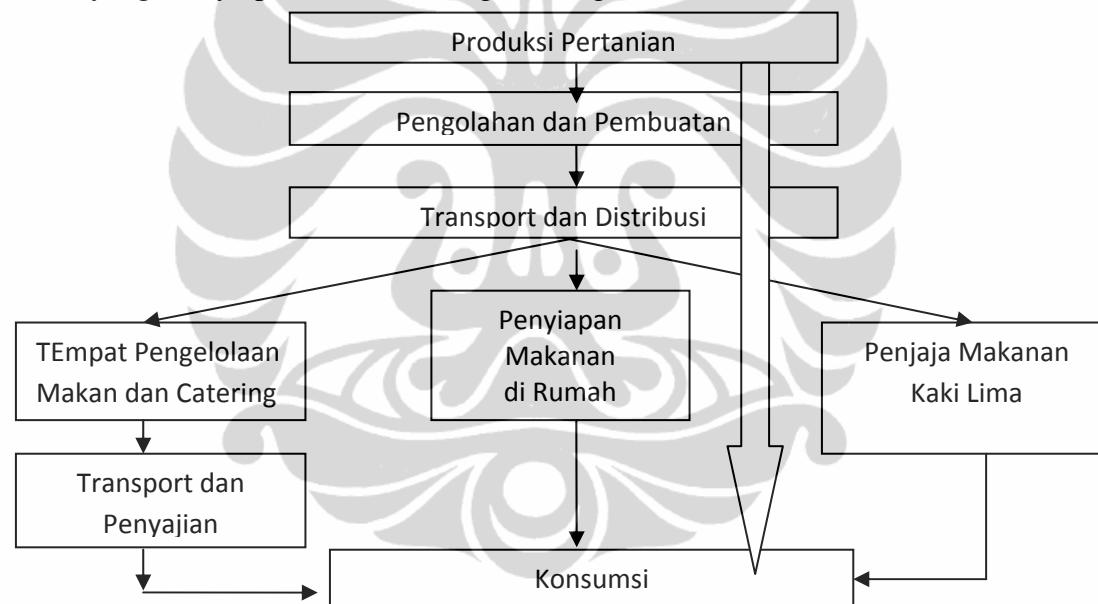 Produksi Pertanian
Pengolahan dan Pembuatan
Transport dan Distribusi
Penyiapan
Makanan
di Rumah
TEmpat Pengelolaan
Makan dan Catering
Penjaja Makanan
Kaki Lima
Transport dan
Penyajian
Konsumsi